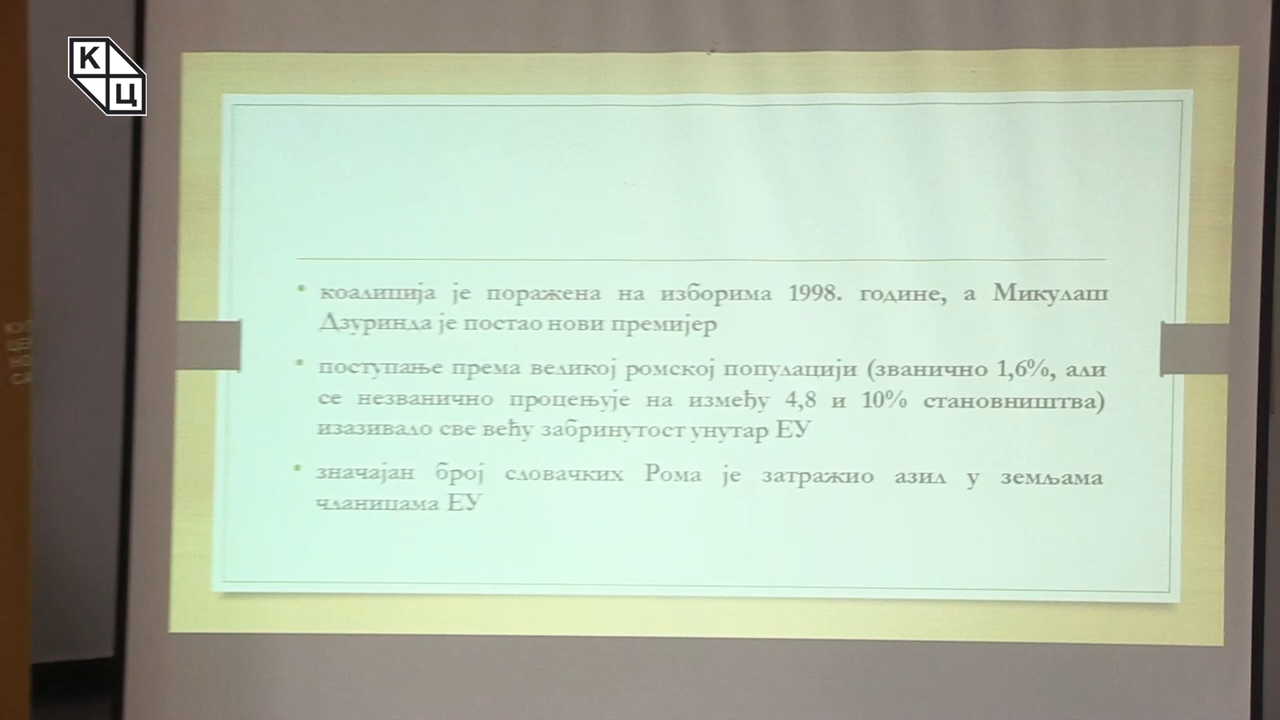 К
Ц
• коалиција је поражена на изборима 1998. године, а Микулаш
Дзуринда је постао нови премијер
• поступање према великој ромској популацији (званично 1,6%, али
се незванично процењује на између 4,8 и 10% становништва)
изазивало све већу забринутост унутар ЕУ
• значајан број словачких Рома је затражио азил у земљама
чланицама ЕУ